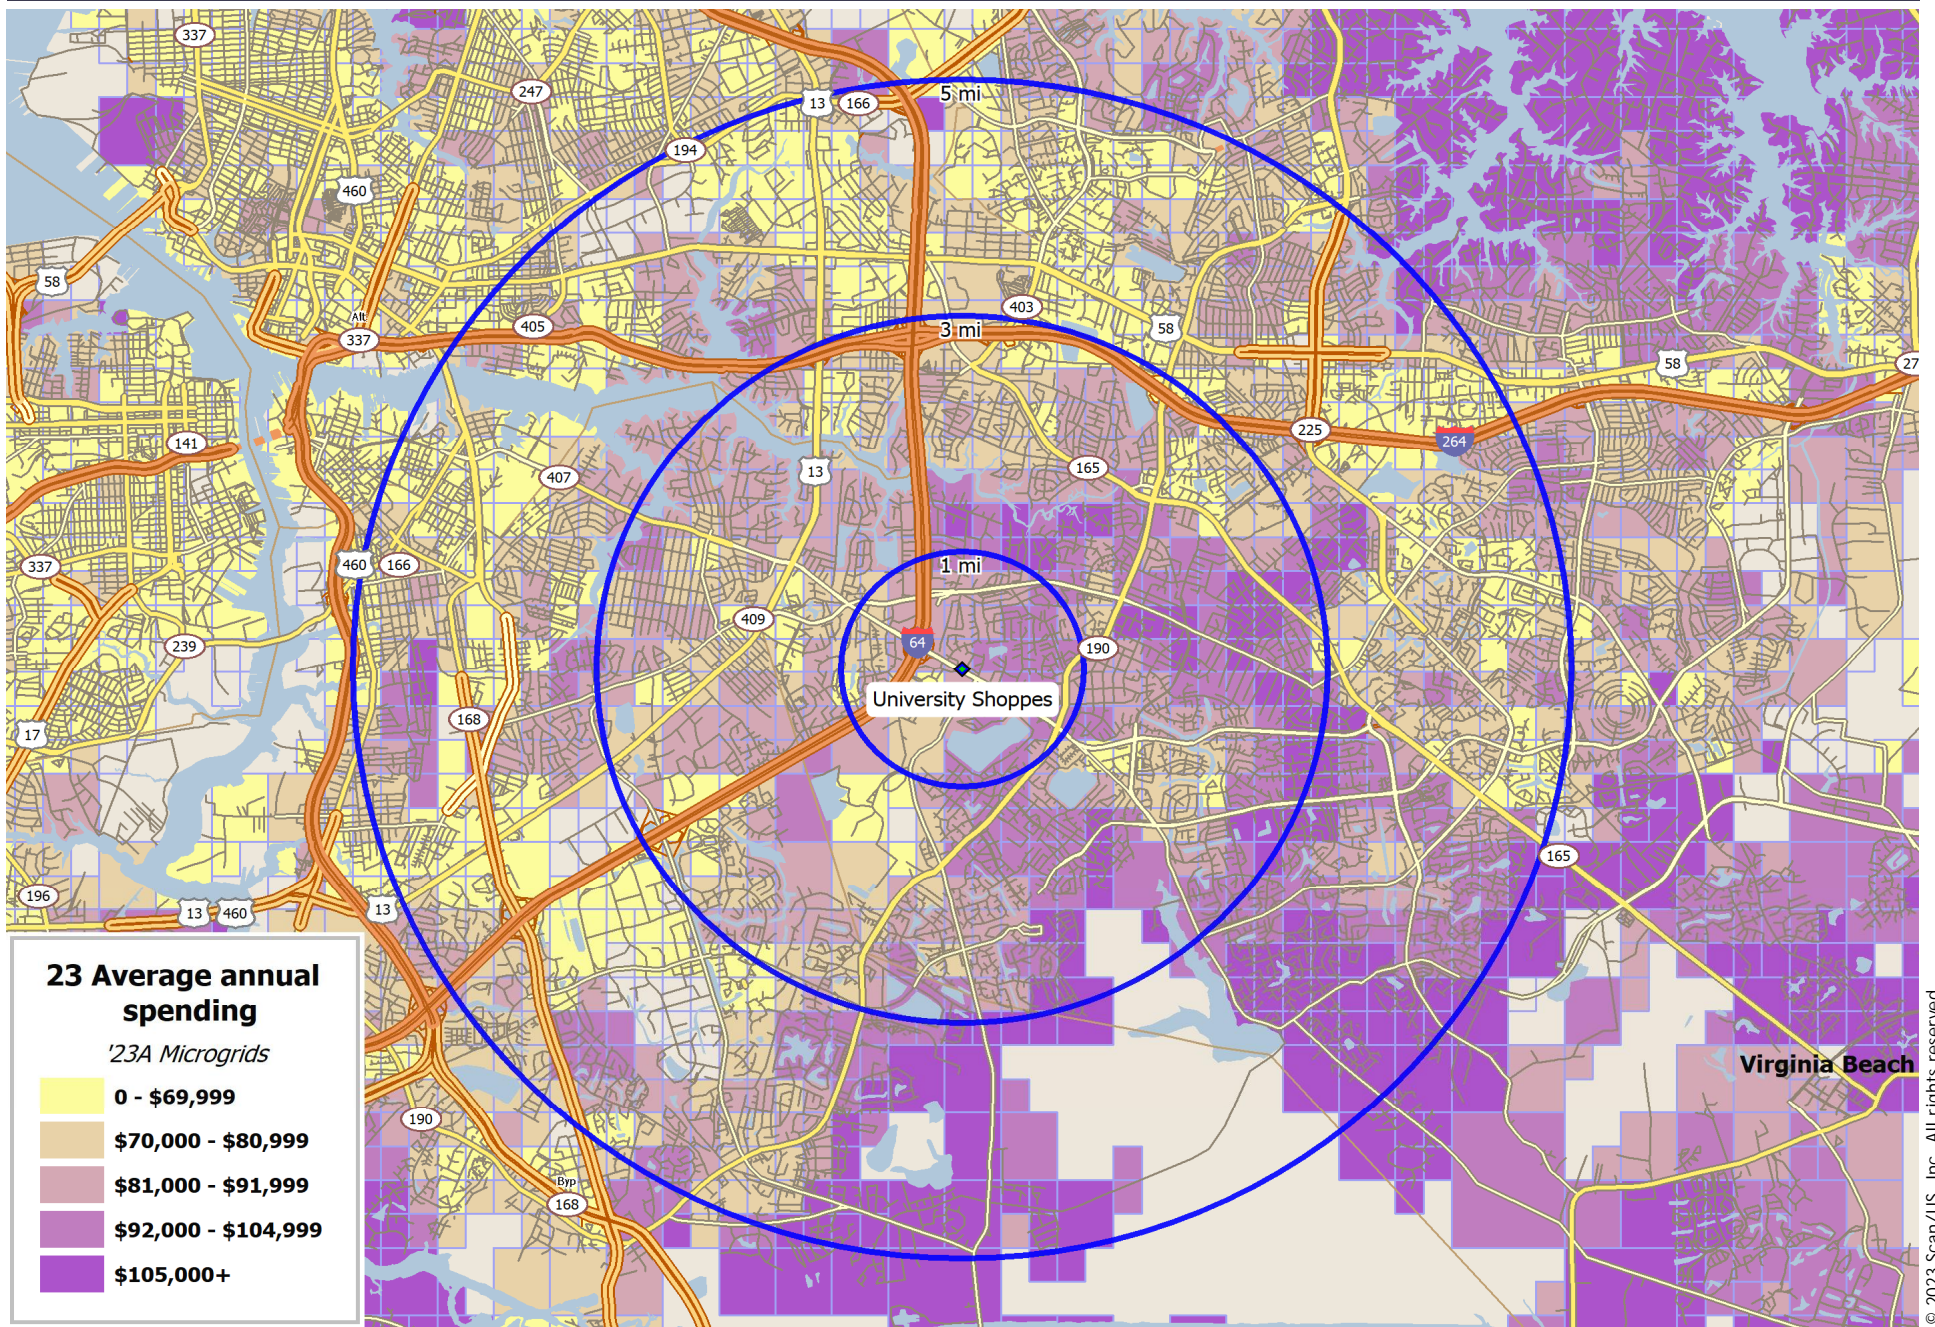 337
247
13
166
5 mi
194
460
58
403
Alt
405
3 mi
58
337
58
27
225
264
141
165
13
407
1 mi
337
460
166
409
64
190
239
University Shoppes
168
17
165
196
13
460
13
23 Average annual
spending
'23A Microgrids
0 - $69,999
$70,000 - $80,999
$81,000 - $91,999
$92,000 - $104,999
$105,000+
Virginia Beach
190
Byp
168
© 2023 Scan/US, Inc. All rights reserved